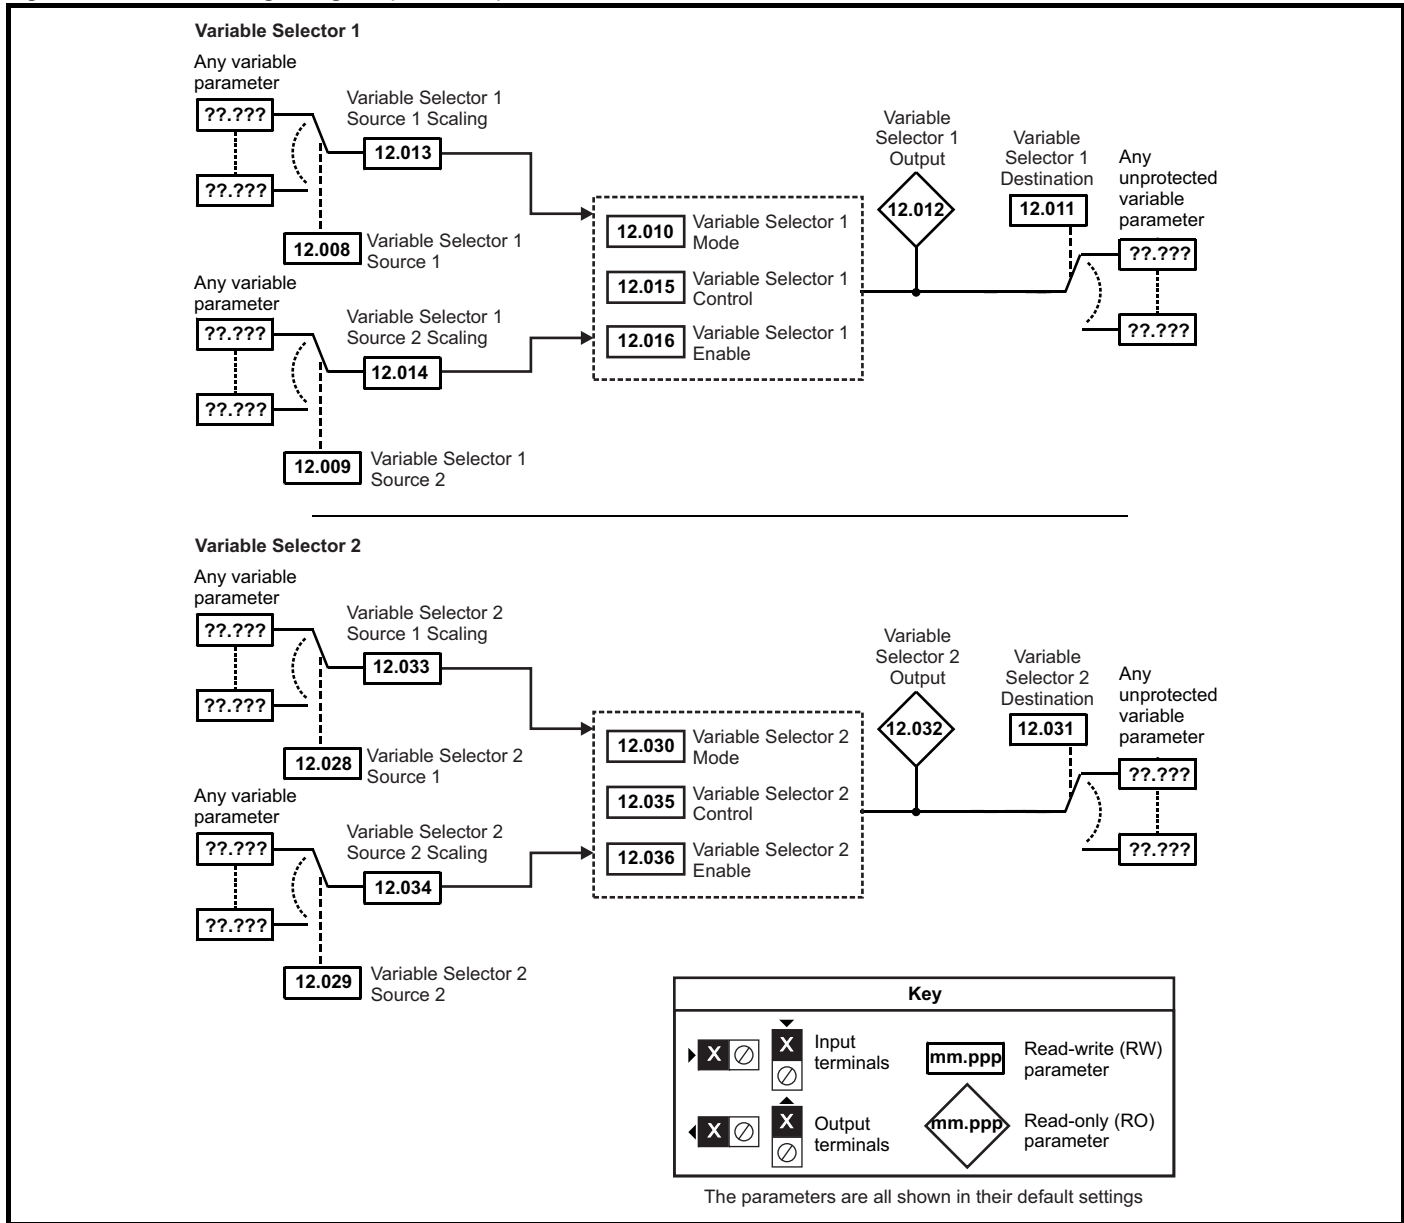 Variable Selector 1
Any variable
parameter
??.???
??.???
Variable Selector 1
Source 1 Scaling
12.013
12.008
Variable Selector 1
Source 1
Any variable
parameter
??.???
??.???
Variable Selector 1
Source 2 Scaling
12.014
12.009
Variable Selector 1
Source 2
12.010
Variable Selector 1
Mode
12.015
Variable Selector 1
Control
12.016
Variable Selector 1
Enable
Variable
Selector 1
Output
12.012
Variable
Selector 1
Destination
12.011
Any
unprotected
variable
parameter
??.???
??.???
Variable Selector 2
Any variable
parameter
??.???
??.???
Variable Selector 2
Source 1 Scaling
12.033
12.028
Variable Selector 2
Source 1
Any variable
parameter
??.???
??.???
Variable Selector 2
Source 2 Scaling
12.034
12.029
Variable Selector 2
Source 2
12.030
Variable Selector 2
Mode
12.035
Variable Selector 2
Control
12.036
Variable Selector 2
Enable
Variable
Selector 2
Output
12.032
Variable
Selector 2
Destination
12.031
Any
unprotected
variable
parameter
??.???
??.???
Key
X
X
Input
terminals
mm.ppp
Read-write (RW)
parameter
X
X
Output
terminals
mm.ppp
Read-only (RO)
parameter
The parameters are all shown in their default settings